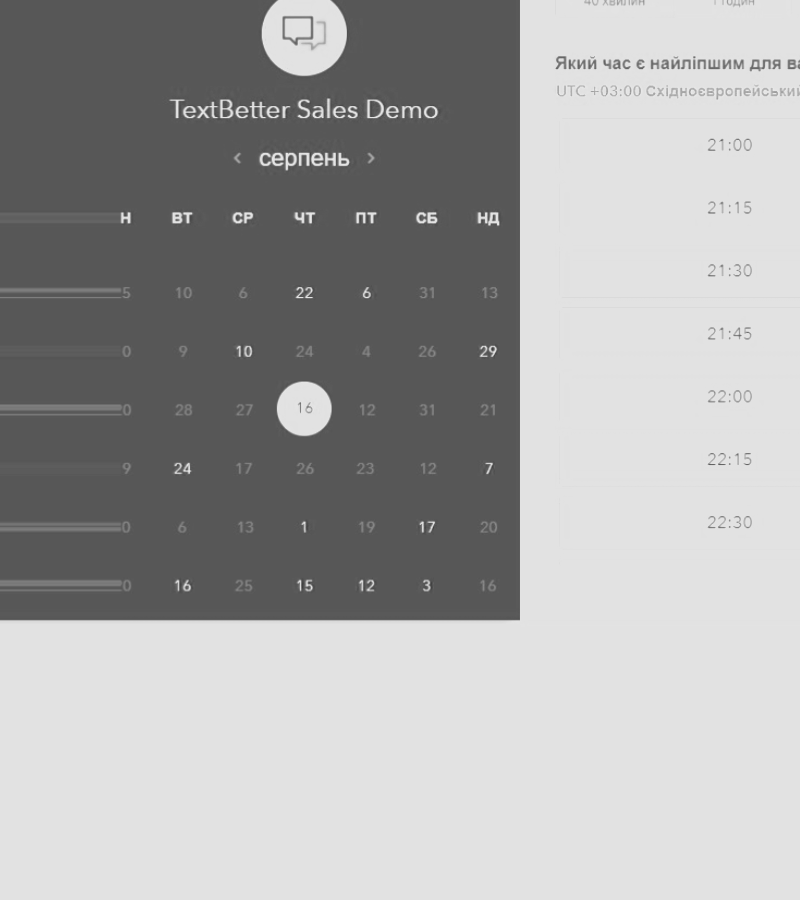 40 хвилин 1 годин
TextBetter Sales Demo
< серпень >
Н ВТ СР ЧТ ПТ СБ НД
5 10 6 22 6 31 13
0 9 10 24 4 26 29
0 28 27 16 12 31 21
9 24 17 26 23 12 7
0 6 13 1 19 17 20
0 16 25 15 12 3 16
Який час є найліпшим для ва
UTC +03:00 Східноєвропейський
21:00
21:15
21:30
21:45
22:00
22:15
22:30